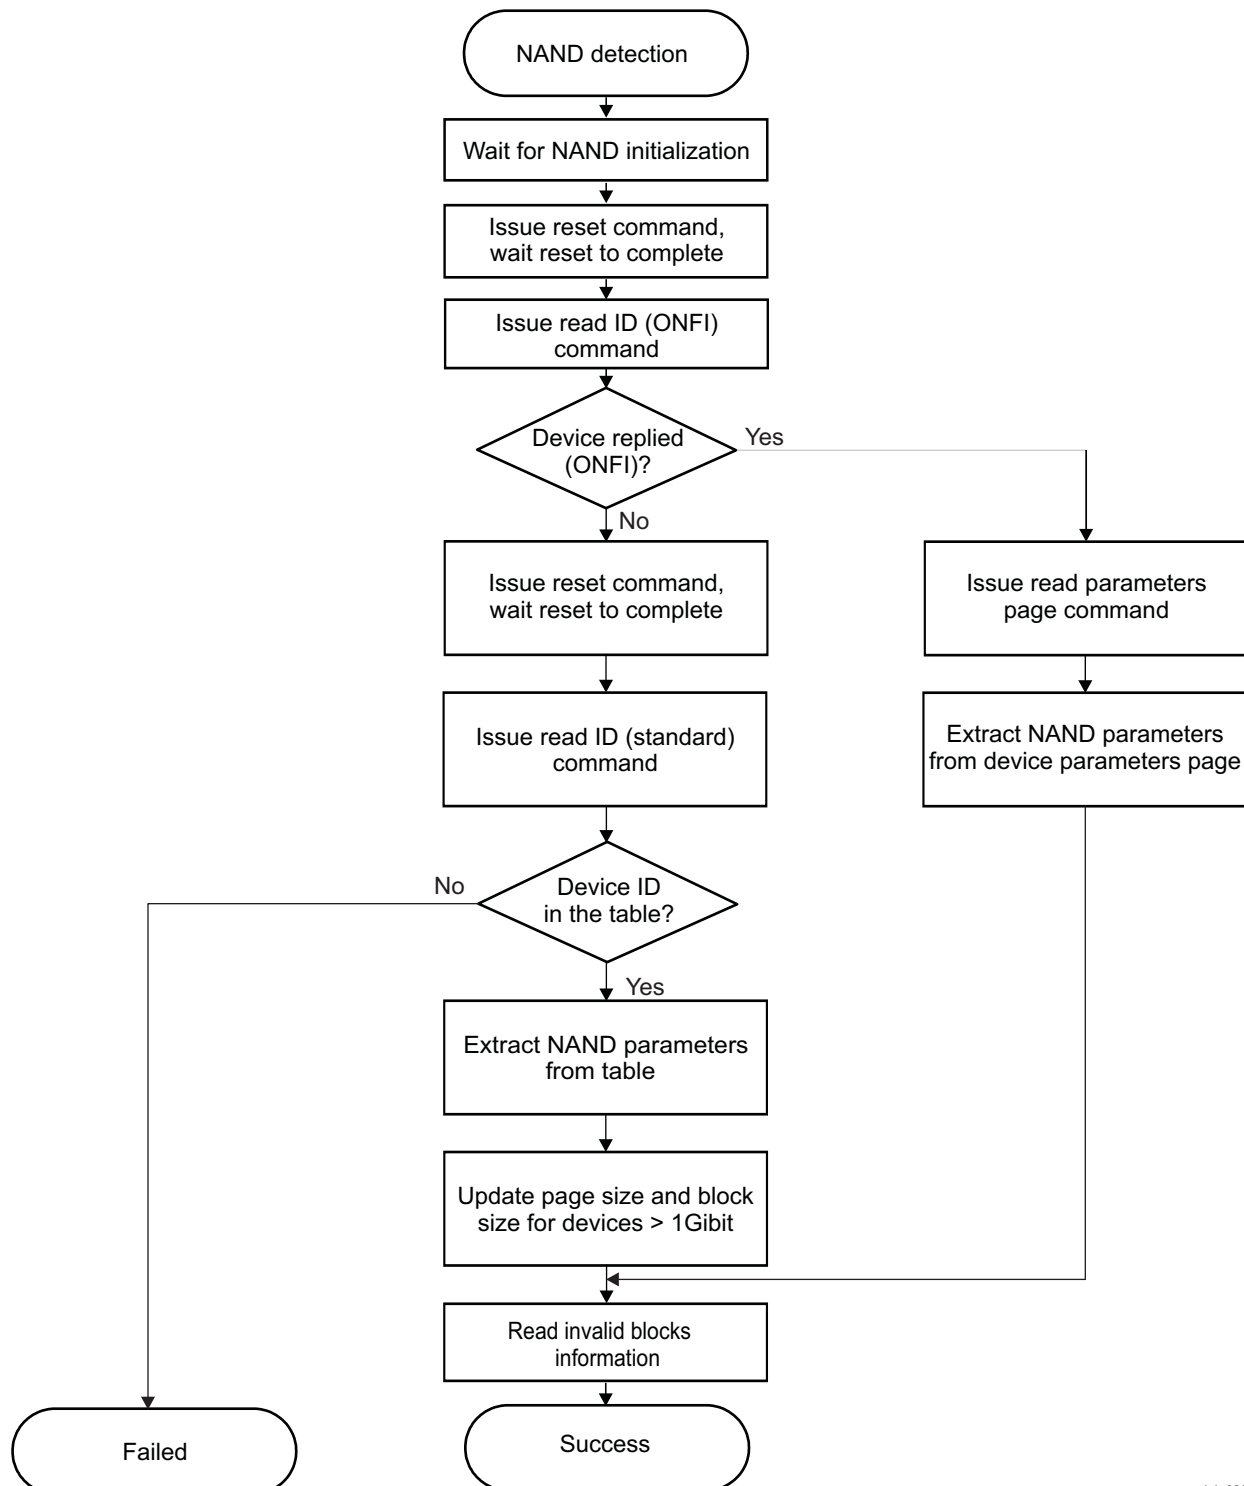 NAND detection
Wait for NAND initialization
Issue reset command,
wait reset to complete
Issue read ID (ONFI)
command
Device replied
(ONFI)?
Yes
No
Issue reset command,
wait reset to complete
Issue read parameters
page command
Issue read ID (standard)
command
Extract NAND parameters
from device parameters page
Device ID
in the table?
No
Yes
Extract NAND parameters
from table
Update page size and block
size for devices > 1Gibit
Read invalid blocks
information
Failed
Success